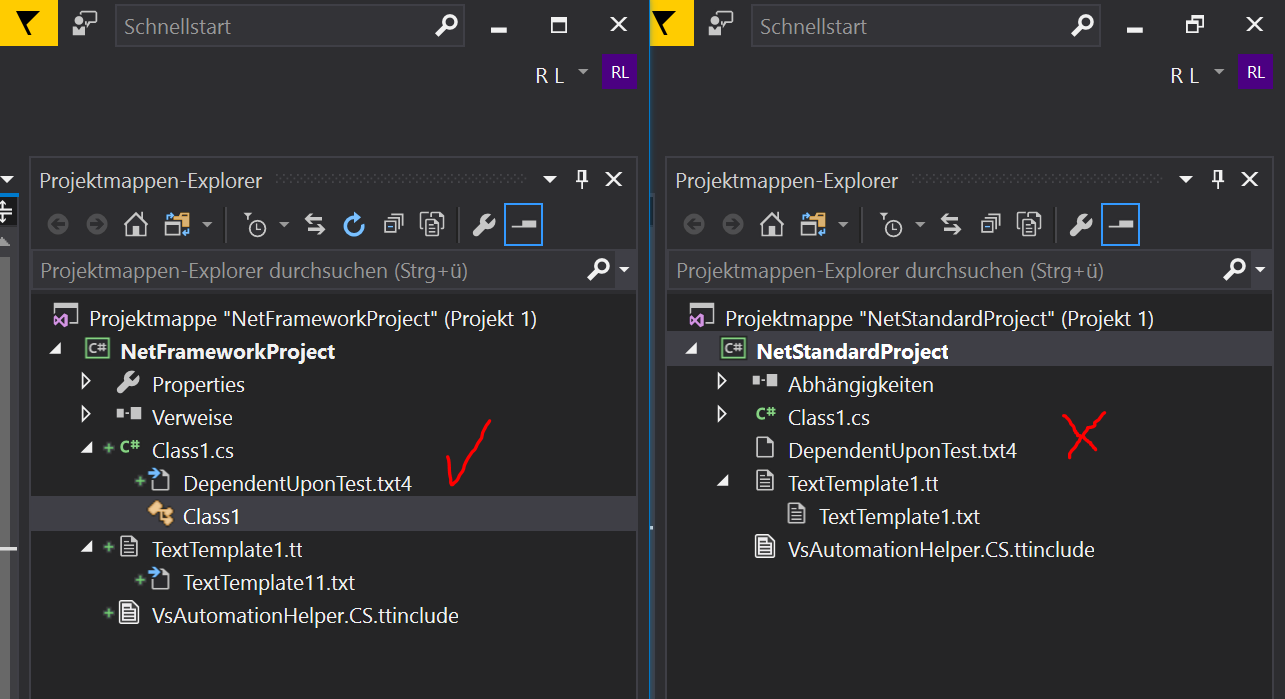 Schnellstart
R L
RL
Projektmappen-Explorer
Projektmappen-Explorer durchsuchen (Strg+ü)
Projektmappe "NetFrameworkProject" (Projekt 1)
C# NetFrameworkProject
Properties
Verweise
C# Class1.cs
DependentUponTest.txt4
Class1
TextTemplate1.tt
TextTemplate11.txt
VsAutomationHelper.CS.ttinclude
Schnellstart
R L
RL
Projektmappen-Explorer
Projektmappen-Explorer durchsuchen (Strg+ü)
Projektmappe "NetStandardProject" (Projekt 1)
C# NetStandardProject
Abhängigkeiten
C# Class1.cs
DependentUponTest.txt4
TextTemplate1.tt
TextTemplate1.txt
VsAutomationHelper.CS.ttinclude